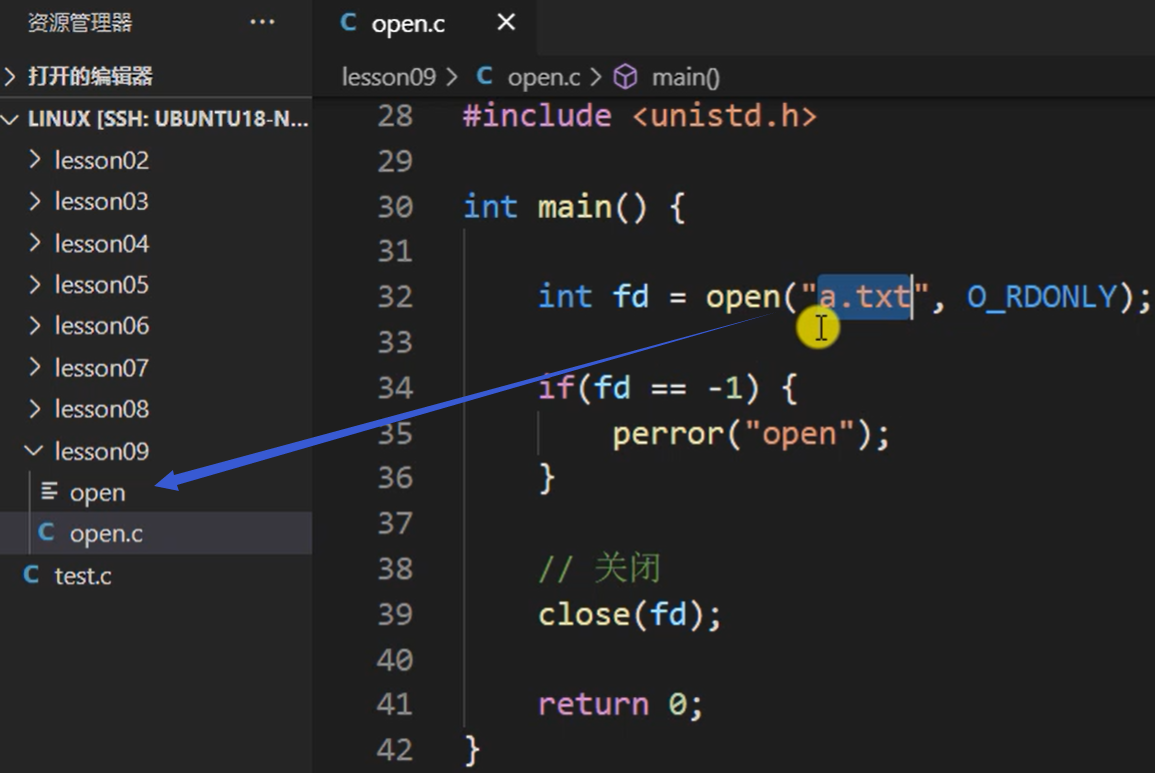 资源管理器 ···
打开的编辑器
LINUX [SSH: UBUNTU18-N...
lesson02
lesson03
lesson04
lesson05
lesson06
lesson07
lesson08
lesson09
open
C open.c
C test.c
C open.c ×
lesson09 > C open.c > main()
28 #include <unistd.h>
29
30 int main() {
31
32 int fd = open("a.txt", O_RDONLY);
33
34 if(fd == -1) {
35 perror("open");
36 }
37
38 // 关闭
39 close(fd);
40
41 return 0;
42 }